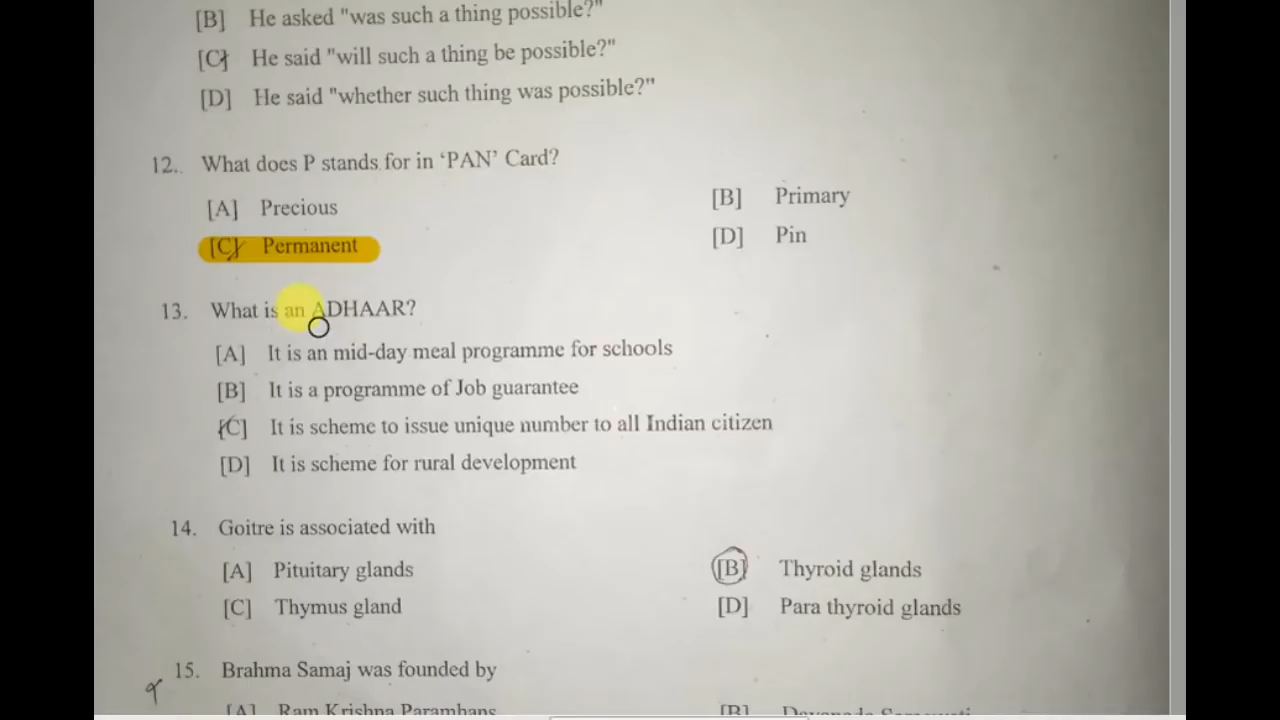 [B] He asked "was such a thing possible?"
[C] He said "will such a thing be possible?"
[D] He said "whether such thing was possible?"
12. What does P stands for in ‘PAN’ Card?
[A] Precious
[B] Primary
[C] Permanent
[D] Pin
13. What is an ADHAAR?
[A] It is an mid-day meal programme for schools
[B] It is a programme of Job guarantee
[C] It is scheme to issue unique number to all Indian citizen
[D] It is scheme for rural development
14. Goitre is associated with
[A] Pituitary glands
[B] Thyroid glands
[C] Thymus gland
[D] Para thyroid glands
15. Brahma Samaj was founded by
[A] Ram Krishna Paramhans
[B]